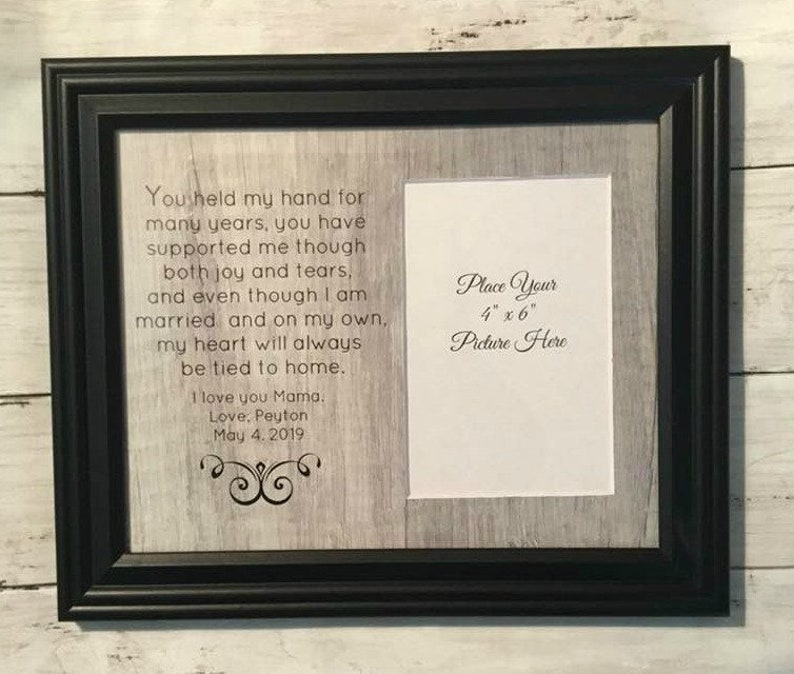 You held my hand for
many years, you have
supported me though
both joy and tears,
and even though I am
married and on my own,
my heart will always
be tied to home.
I love you Mama.
Love, Peyton
May 4, 2019
Place Your
4" x 6"
Picture Here